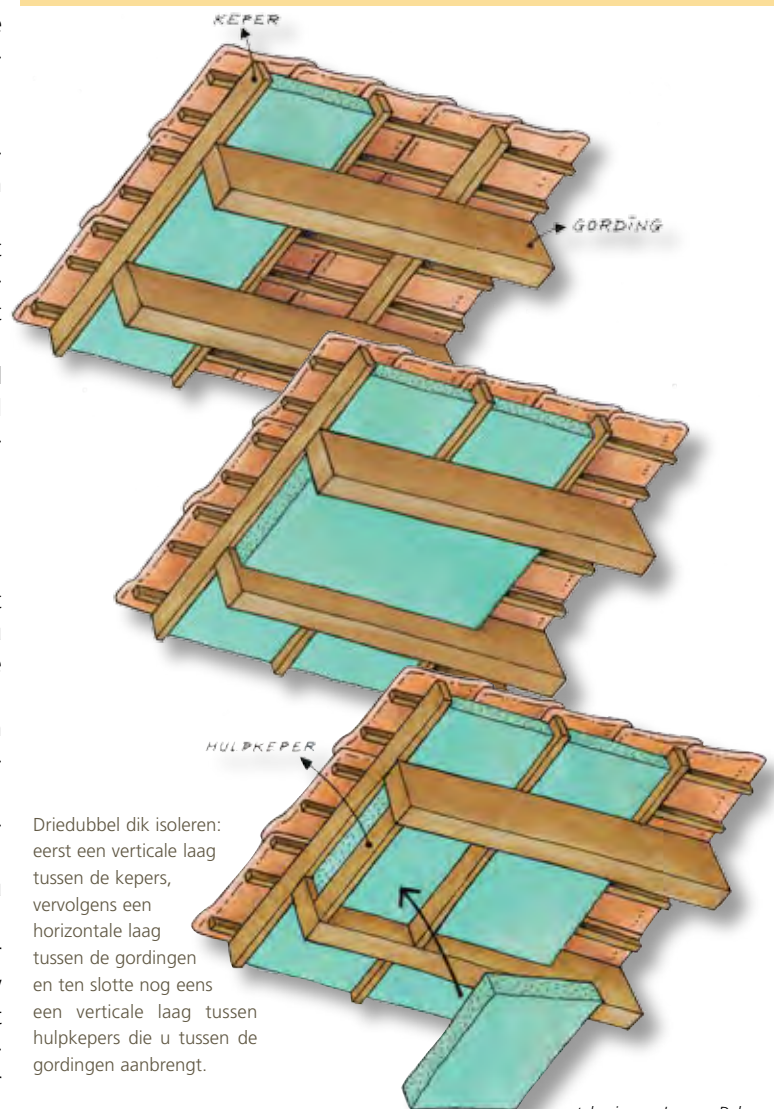 KEPER
GORDING
HULPKEPER
Driedubbel dik isoleren:
eerst een verticale laag
tussen de kepers,
vervolgens een
horizontale laag
tussen de gordingen
en ten slotte nog eens
een verticale laag tussen
hulpkepers die u tussen de
gordingen aanbrengt.